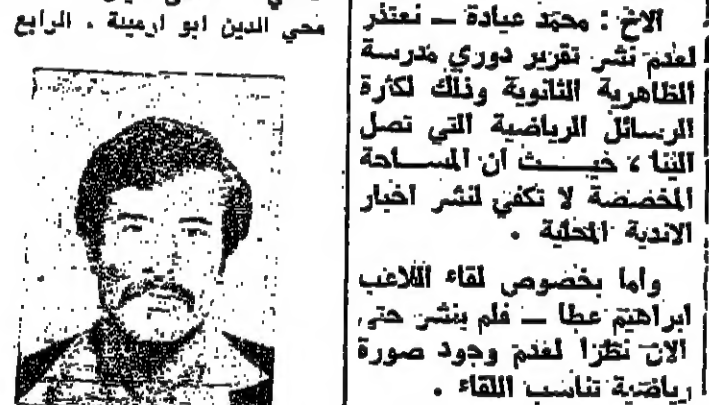 الاخ : محمد عيادة — نعتذر
لعدم نشر تقرير دوري مدرسة
الظاهرية الثانوية وذلك لكثرة
الرسائل الرياضية التي تصل
الينا ، حيث ان المساحة
المخصصة لا تكفي لنشر اخبار
الاندية المحلية .
واما بخصوص لقاء اللاعب
ابراهيم عطا — فلم ينشر حتى
الان نظرا لعدم وجود صورة
رياضية تناسب اللقاء .
محي الدين ابو ارمينة . الرابع